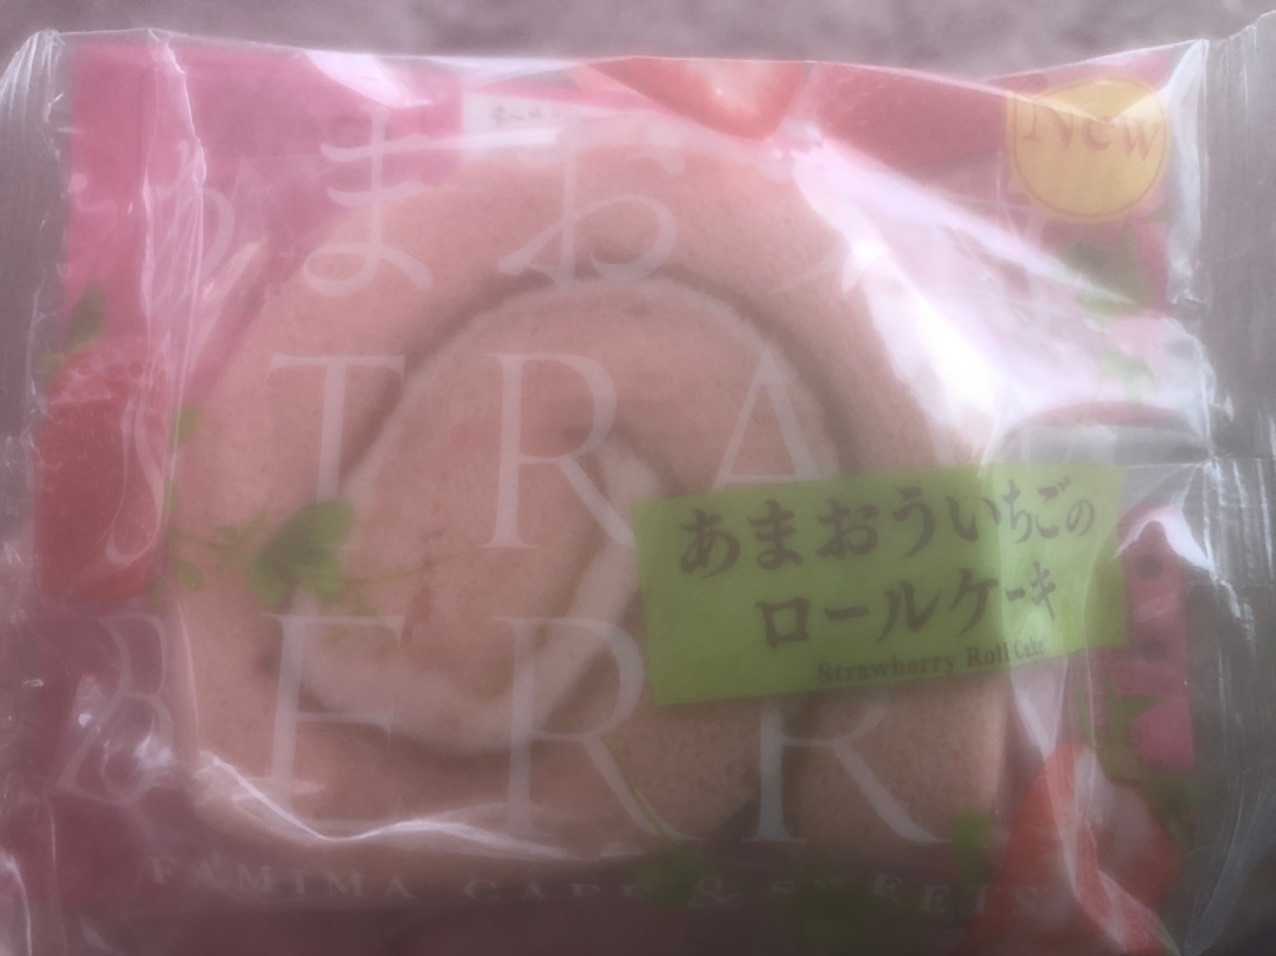 New
あまおう
STRAW
BERRY
あまおういちごの
ロールケーキ
Strawberry Roll Cake
FAMIMA CAFÉ & SWEETS